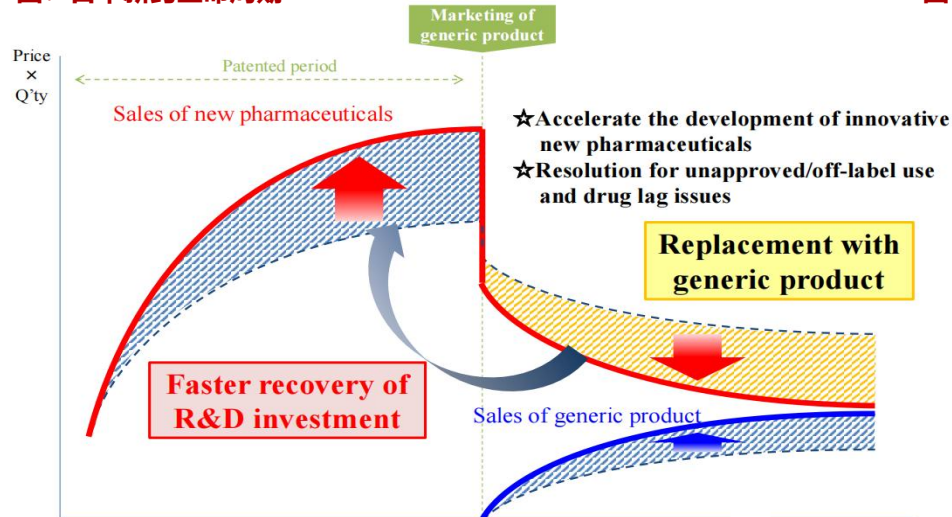 Marketing of
generic product
Price
×
Q'ty
Patented period
Sales of new pharmaceuticals
☆Accelerate the development of innovative
new pharmaceuticals
☆Resolution for unapproved/off-label use
and drug lag issues
Replacement with
generic product
Faster recovery of
R&D investment
Sales of generic product